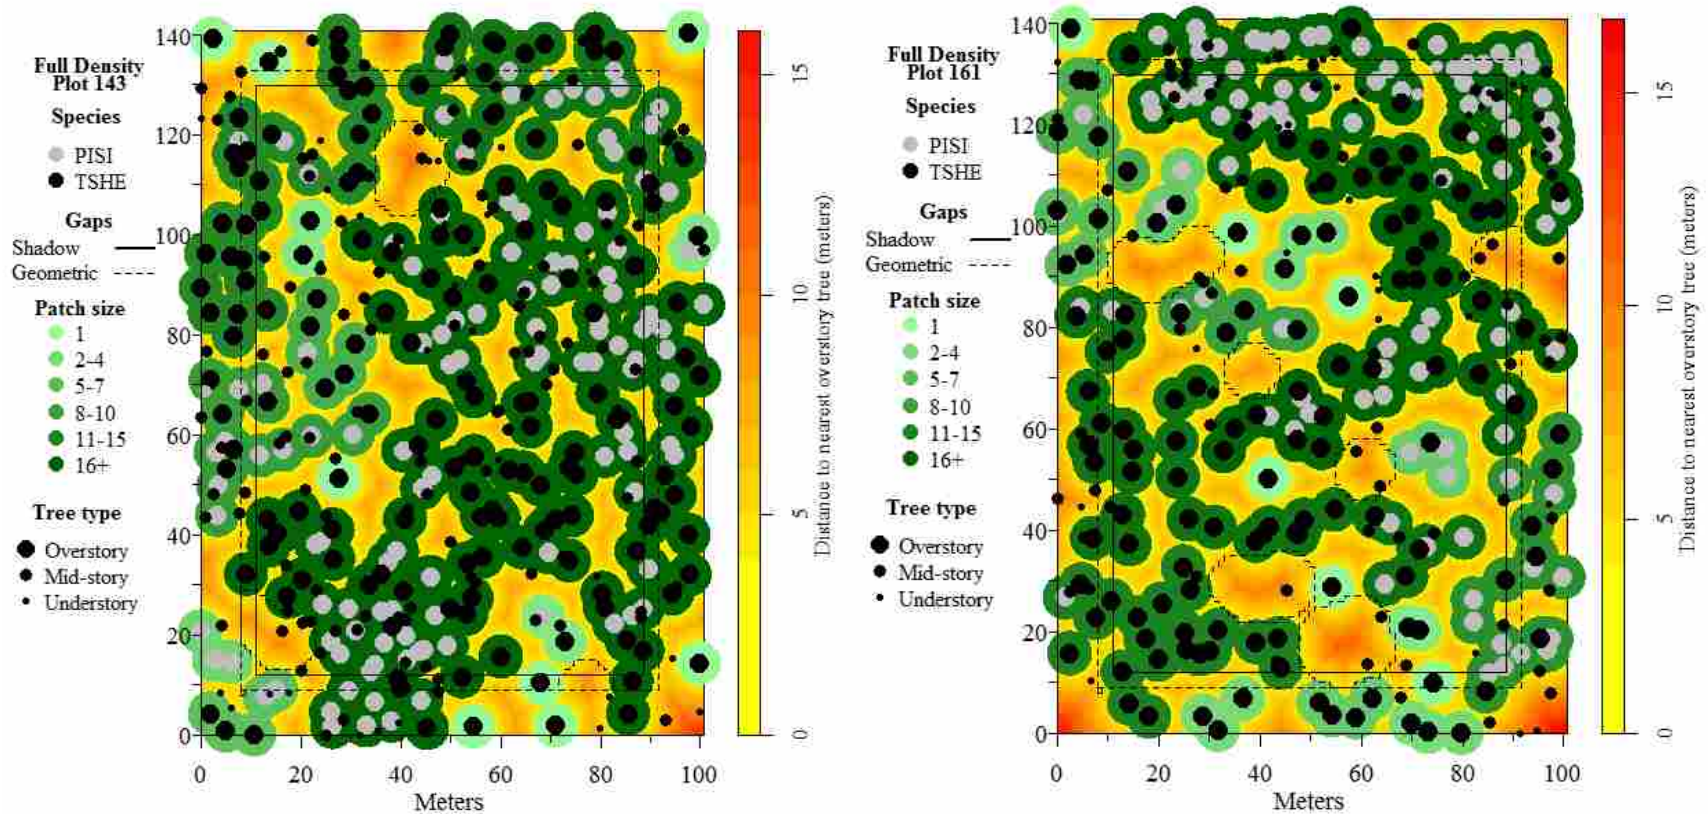 Full Density
Plot 143
Species
PISI
TSHE
Gaps
Shadow
Geometric
Patch size
1
2-4
5-7
8-10
11-15
16+
Tree type
Overstory
Mid-story
Understory
140
120
100
80
60
40
20
0
0 20 40 60 80 100
Meters
15
10
5
0
Distance to nearest overstory tree (meters)
Full Density
Plot 161
Species
PISI
TSHE
Gaps
Shadow
Geometric
Patch size
1
2-4
5-7
8-10
11-15
16+
Tree type
Overstory
Mid-story
Understory
140
120
100
80
60
40
20
0
0 20 40 60 80 100
Meters
15
10
5
0
Distance to nearest overstory tree (meters)